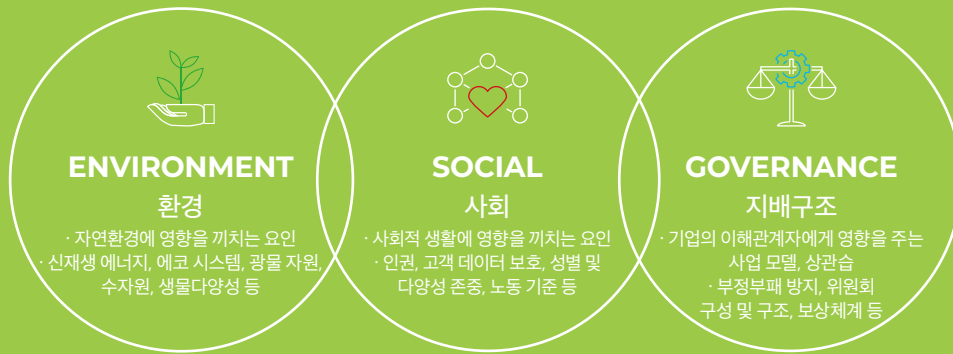 ENVIRONMENT
환경
· 자연환경에 영향을 끼치는 요인
· 신재생 에너지, 에코 시스템, 광물 자원,
수자원, 생물다양성 등
SOCIAL
사회
· 사회적 생활에 영향을 끼치는 요인
· 인권, 고객 데이터 보호, 성별 및
다양성 존중, 노동 기준 등
GOVERNANCE
지배구조
· 기업의 이해관계자에게 영향을 주는
사업 모델, 상관습
· 부정부패 방지, 위원회
구성 및 구조, 보상체계 등